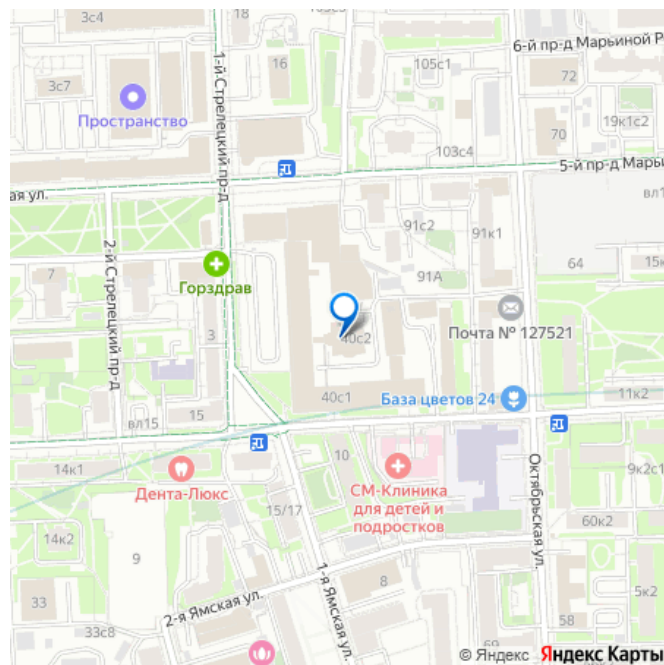 3с4
18
103с3
105с1
6-й пр-д Марьиной Р
3с7
16
72
Пространство
1-й Стрелецкий пр-д
19к1с2
70
103с4
5-й пр-д Марьи
ая ул.
вл1
91с2
91к1
2-й Стрелецкий пр-д
7
Горздрав
91А
64
15к
3
40с2
Почта № 127521
40с1
База цветов 24
11к2
15
вл15
14к1
Дента-Люкс
10
СМ-Клиника
для детей и
подростков
Октябрьская ул.
9к2с1
15/17
14к2
9
60к2
1-я Ямская ул.
8
33
2-я Ямская ул.
58
33с8
69
© Яндекс Яндекс Карты